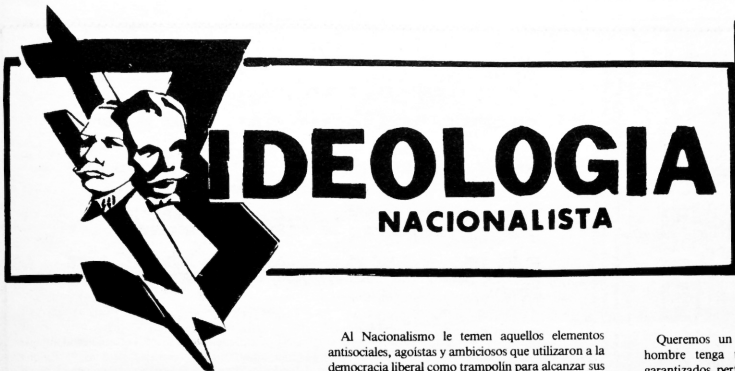 IDEOLOGIA
NACIONALISTA
Al Nacionalismo le temen aquellos elementos
antisociales, agoístas y ambiciosos que utilizaron a la
democracia liberal como trampolín para alcanzar sus
Queremos un
hombre tenga
garantizados